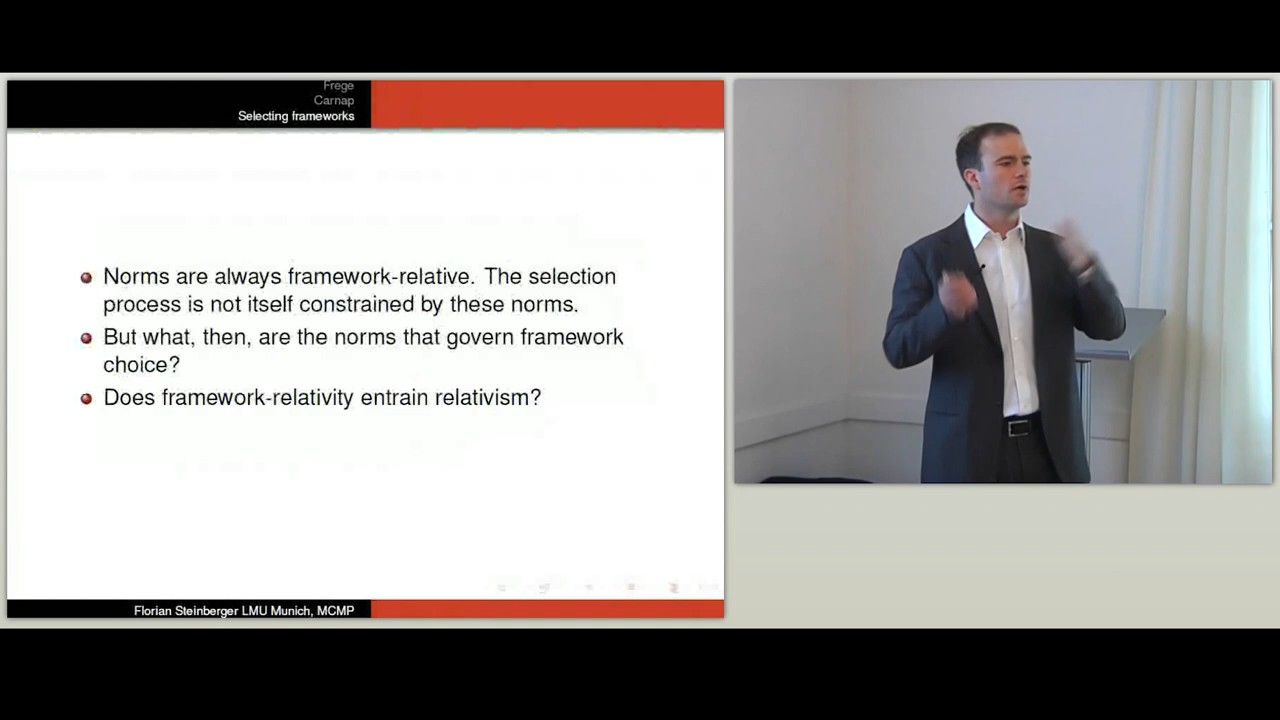 Frege
Carnap
Selecting frameworks
Norms are always framework-relative. The selection
process is not itself constrained by these norms.
But what, then, are the norms that govern framework
choice?
Does framework-relativity entrain relativism?
Florian Steinberger LMU Munich, MCMP